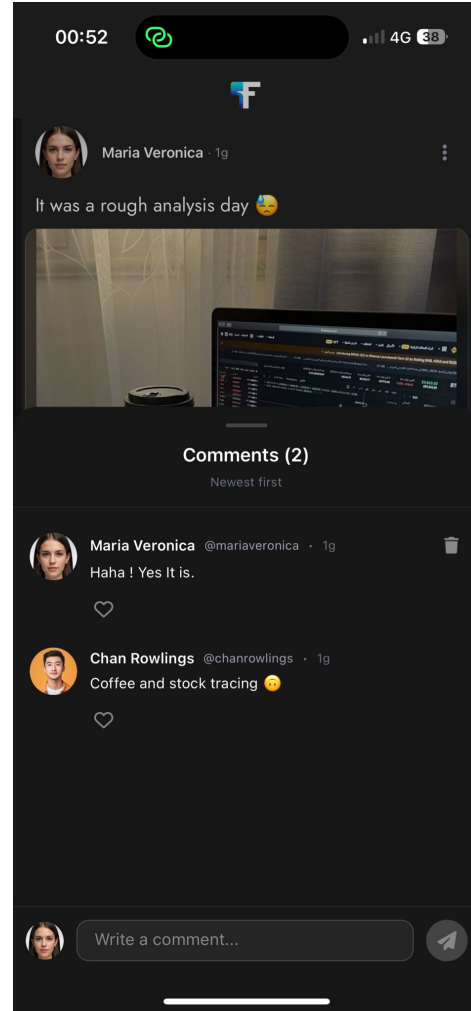 00:52
4G 38
F
Maria Veronica · 1g
It was a rough analysis day 😓
Comments (2)
Newest first
Maria Veronica @mariaveronica · 1g
Haha ! Yes It is.
Chan Rowlings @chanrowlings · 1g
Coffee and stock tracing 🙃
Write a comment...